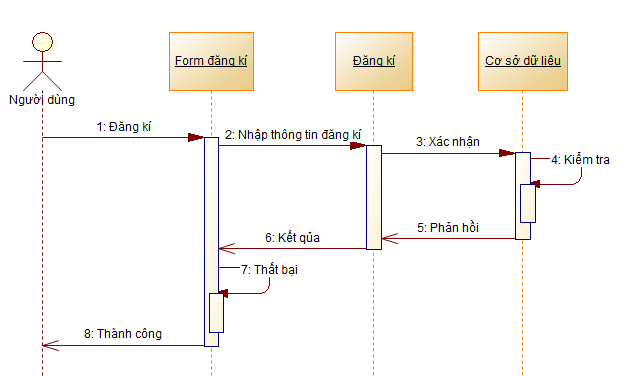 Form đăng kí
Đăng kí
Cơ sở dữ liêu
Người dùng
1: Đăng kí
2: Nhập thông tin đăng kí
3: Xác nhận
4: Kiểm tra
5: Phản hồi
6: Kết qủa
7: Thất bại
8: Thành công